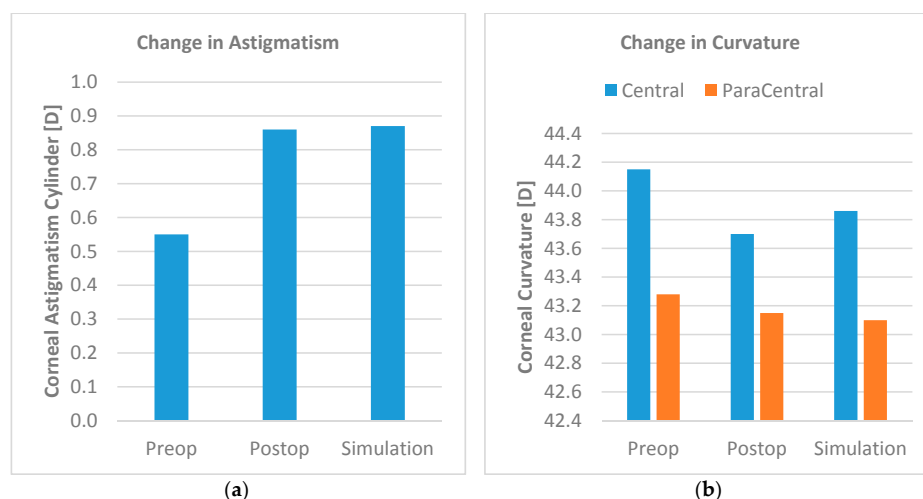 Change in Astigmatism
Corneal Astigmatism Cylinder [D]
1.0
0.9
0.8
0.7
0.6
0.5
0.4
0.3
0.2
0.1
0.0
Preop Postop Simulation
(a)
Change in Curvature
Central ParaCentral
Corneal Curvature [D]
44.4
44.2
44.0
43.8
43.6
43.4
43.2
43.0
42.8
42.6
42.4
Preop Postop Simulation
(b)